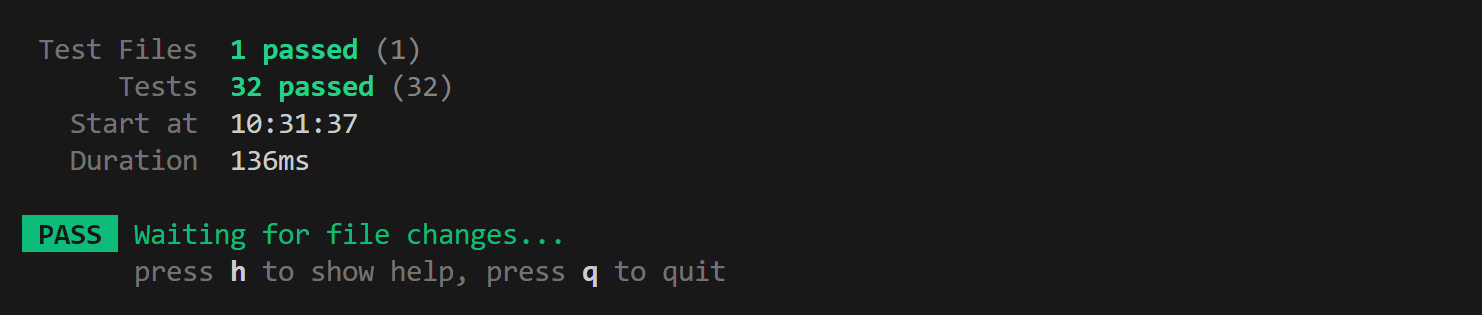 Test Files 1 passed (1)
Tests 32 passed (32)
Start at 10:31:37
Duration 136ms
PASS Waiting for file changes...
press h to show help, press q to quit